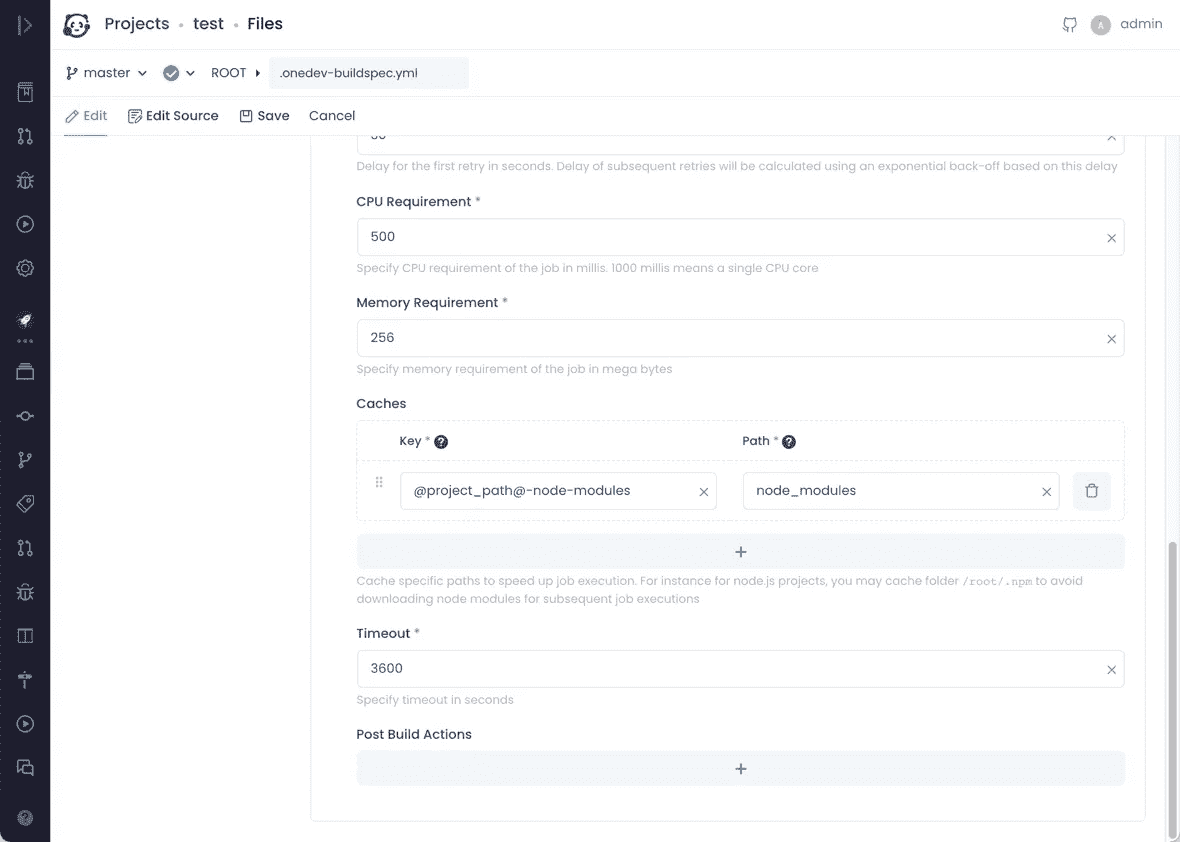 Projects • test • Files
A admin
master ROOT .onedev-buildspec.yml
Edit Edit Source Save Cancel
Delay for the first retry in seconds. Delay of subsequent retries will be calculated using an exponential back-off based on this delay
CPU Requirement *
500
Specify CPU requirement of the job in millis. 1000 millis means a single CPU core
Memory Requirement *
256
Specify memory requirement of the job in mega bytes
Caches
Key * ? Path * ?
@project_path@-node-modules node_modules
Cache specific paths to speed up job execution. For instance for node.js projects, you may cache folder /root/.npm to avoid
downloading node modules for subsequent job executions
Timeout *
3600
Specify timeout in seconds
Post Build Actions